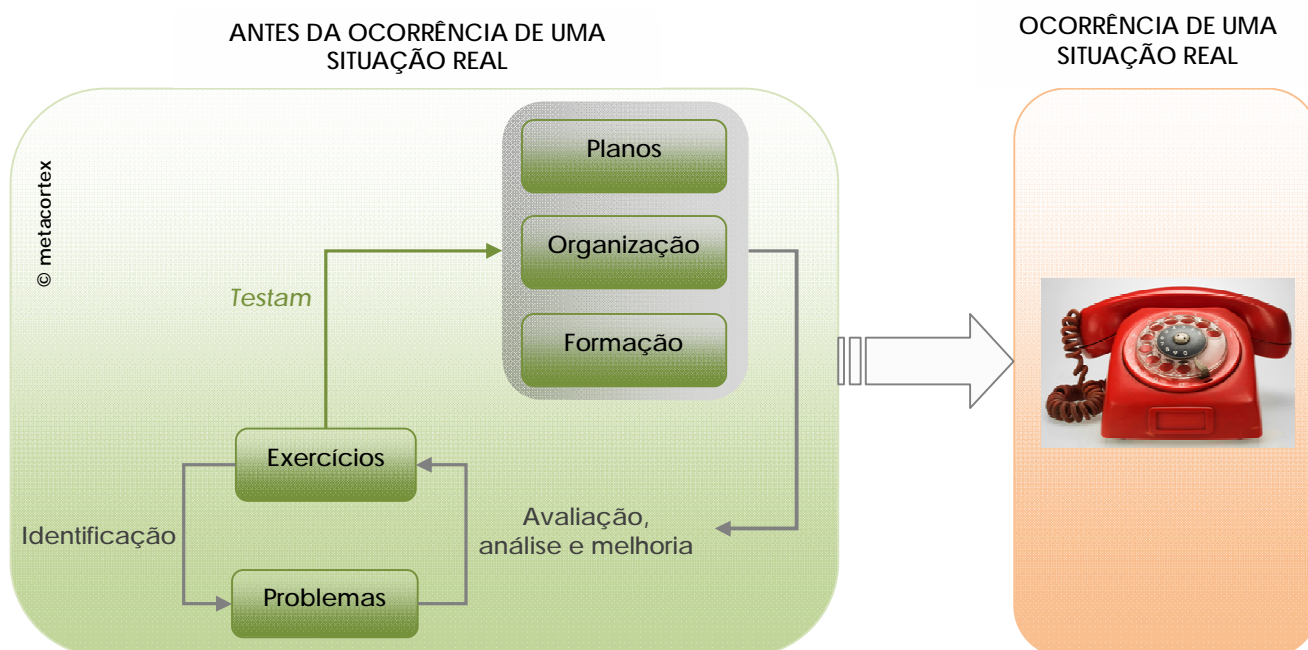 ANTES DA OCORRÊNCIA DE UMA
SITUAÇÃO REAL
OCORRÊNCIA DE UMA
SITUAÇÃO REAL
© metacortex
Planos
Organização
Formação
Testam
Exercícios
Identificação
Avaliação,
análise e melhoria
Problemas